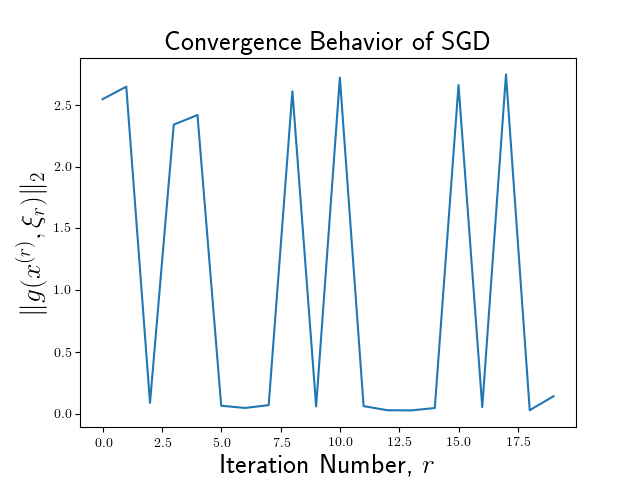 Convergence Behavior of SGD
‖g(x^{(r)}, ξ_r)‖_2
2.5
2.0
1.5
1.0
0.5
0.0
0.0 2.5 5.0 7.5 10.0 12.5 15.0 17.5
Iteration Number, r